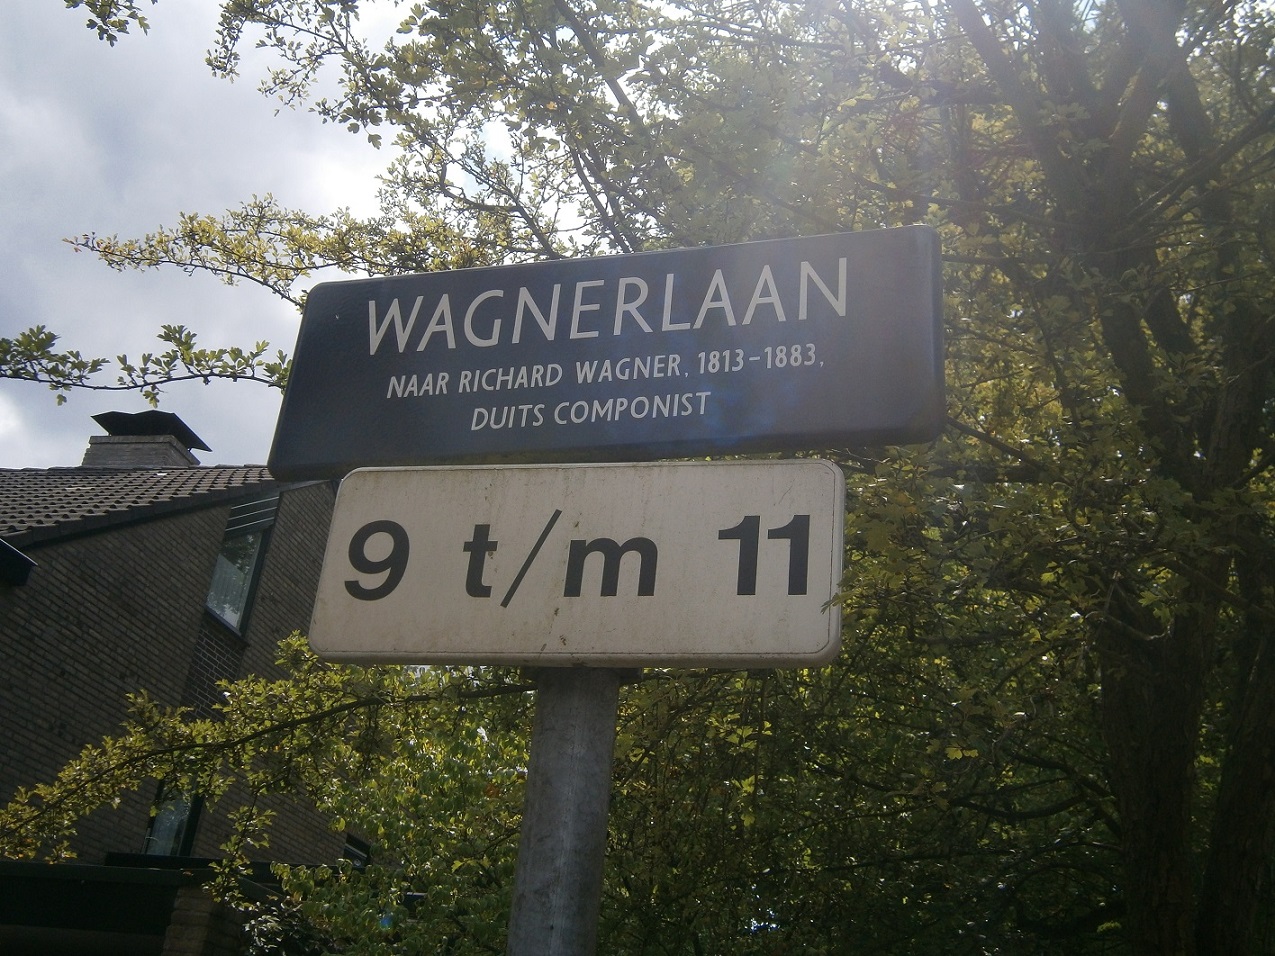 WAGNERLAAN
NAAR RICHARD WAGNER, 1813-1883,
DUITS COMPONIST
9 t/m 11